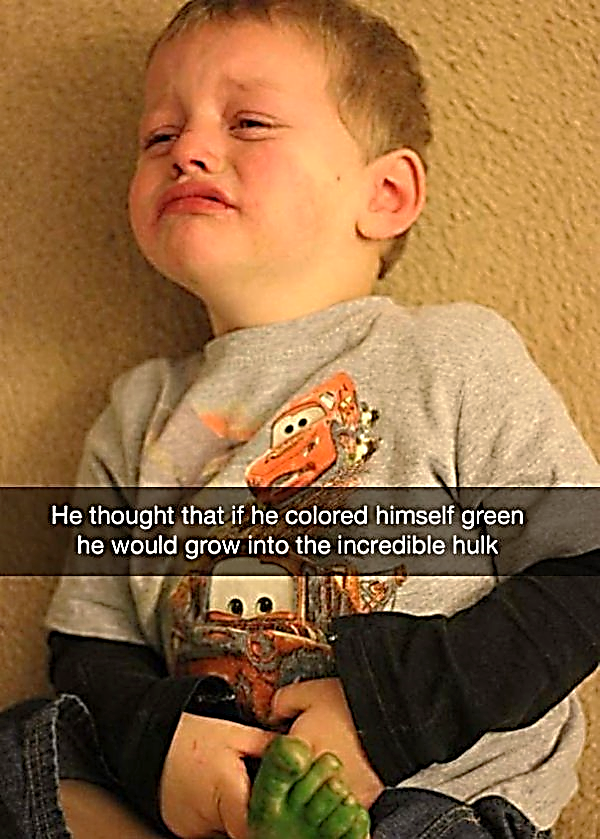 He thought that if he colored himself green
he would grow into the incredible hulk